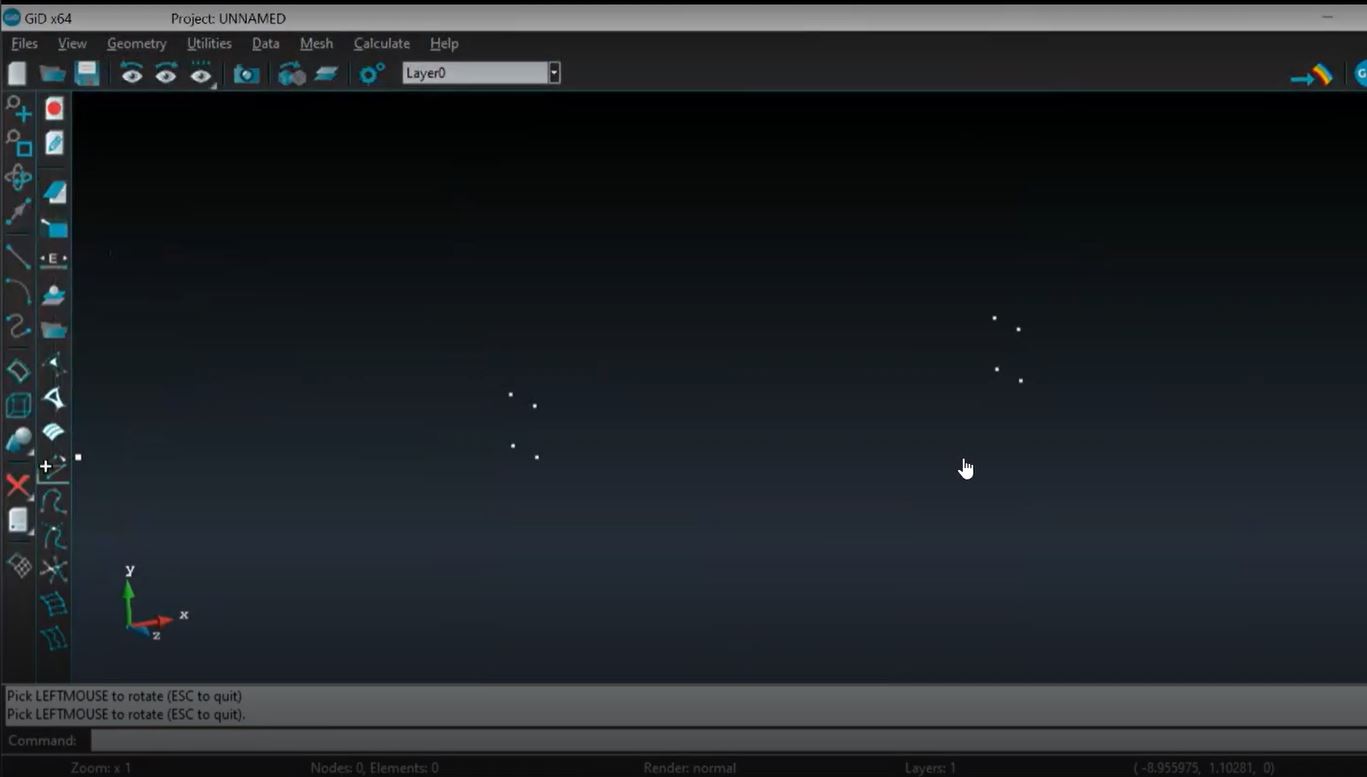 GiD GiD x64 Project: UNNAMED
Files View Geometry Utilities Data Mesh Calculate Help
Layer0
E
y
x
z
Pick LEFTMOUSE to rotate (ESC to quit)
Pick LEFTMOUSE to rotate (ESC to quit).
Command:
Zoom: x 1 Nodes: 0, Elements: 0 Render: normal Layers: 1 ( -8.955975, 1.10281, 0)